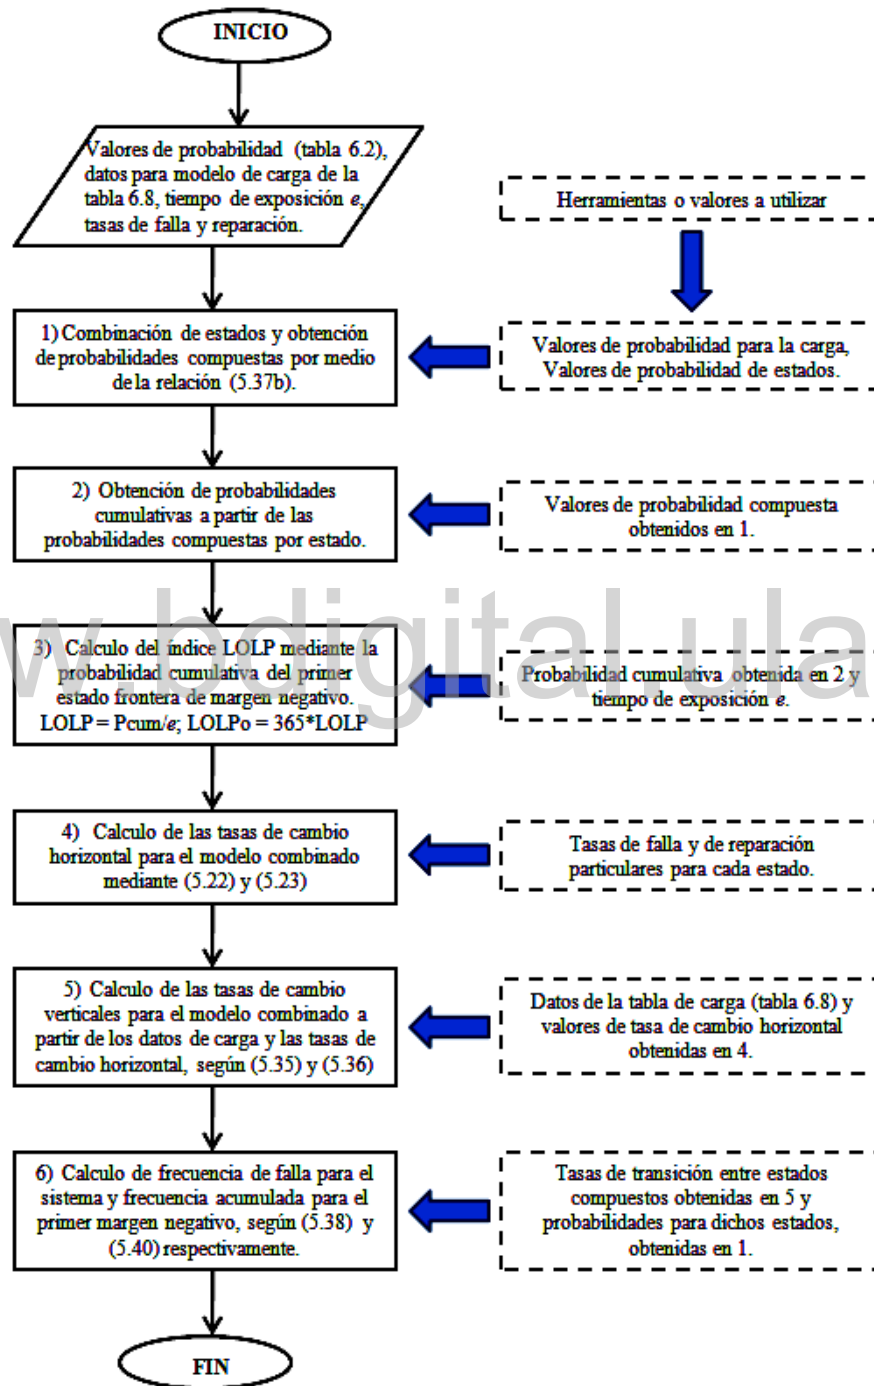 INICIO
Valores de probabilidad (tabla 6.2),
datos para modelo de carga de la
tabla 6.8, tiempo de exposición e,
tasas de falla y reparación.
Herramientas o valores a utilizar
1) Combinación de estados y obtención
de probabilidades compuestas por medio
de la relación (5.37b).
Valores de probabilidad para la carga,
Valores de probabilidad de estados.
2) Obtención de probabilidades
cumulativas a partir de las
probabilidades compuestas por estado.
Valores de probabilidad compuesta
obtenidos en 1.
w.bdigital.ula
3) Calculo del índice LOLP mediante la
probabilidad cumulativa del primer
estado frontera de margen negativo.
LOLP = Pcum/e; LOLPo = 365*LOLP
Probabilidad cumulativa obtenida en 2 y
tiempo de exposición e.
4) Calculo de las tasas de cambio
horizontal para el modelo combinado
mediante (5.22) y (5.23)
Tasas de falla y de reparación
particulares para cada estado.
5) Calculo de las tasas de cambio
verticales para el modelo combinado a
partir de los datos de carga y las tasas de
cambio horizontal, según (5.35) y (5.36)
Datos de la tabla de carga (tabla 6.8) y
valores de tasa de cambio horizontal
obtenidas en 4.
6) Calculo de frecuencia de falla para el
sistema y frecuencia acumulada para el
primer margen negativo, según (5.38) y
(5.40) respectivamente.
Tasas de transición entre estados
compuestos obtenidas en 5 y
probabilidades para dichos estados,
obtenidas en 1.
FIN